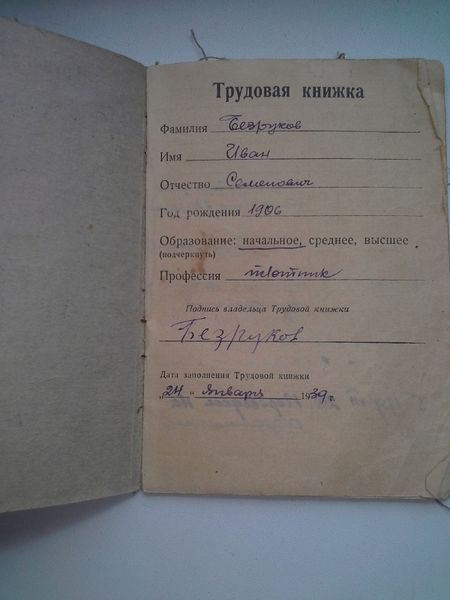 Трудовая книжка
Фамилия Безруков
Имя Иван
Отчество Семенович
Год рождения 1906
Образование: начальное, среднее, высшее
(подчеркнуть)
Профессия плотник
Подпись владельца Трудовой книжки
Безруков
Дата заполнения Трудовой книжки
„24" января 1939 г.